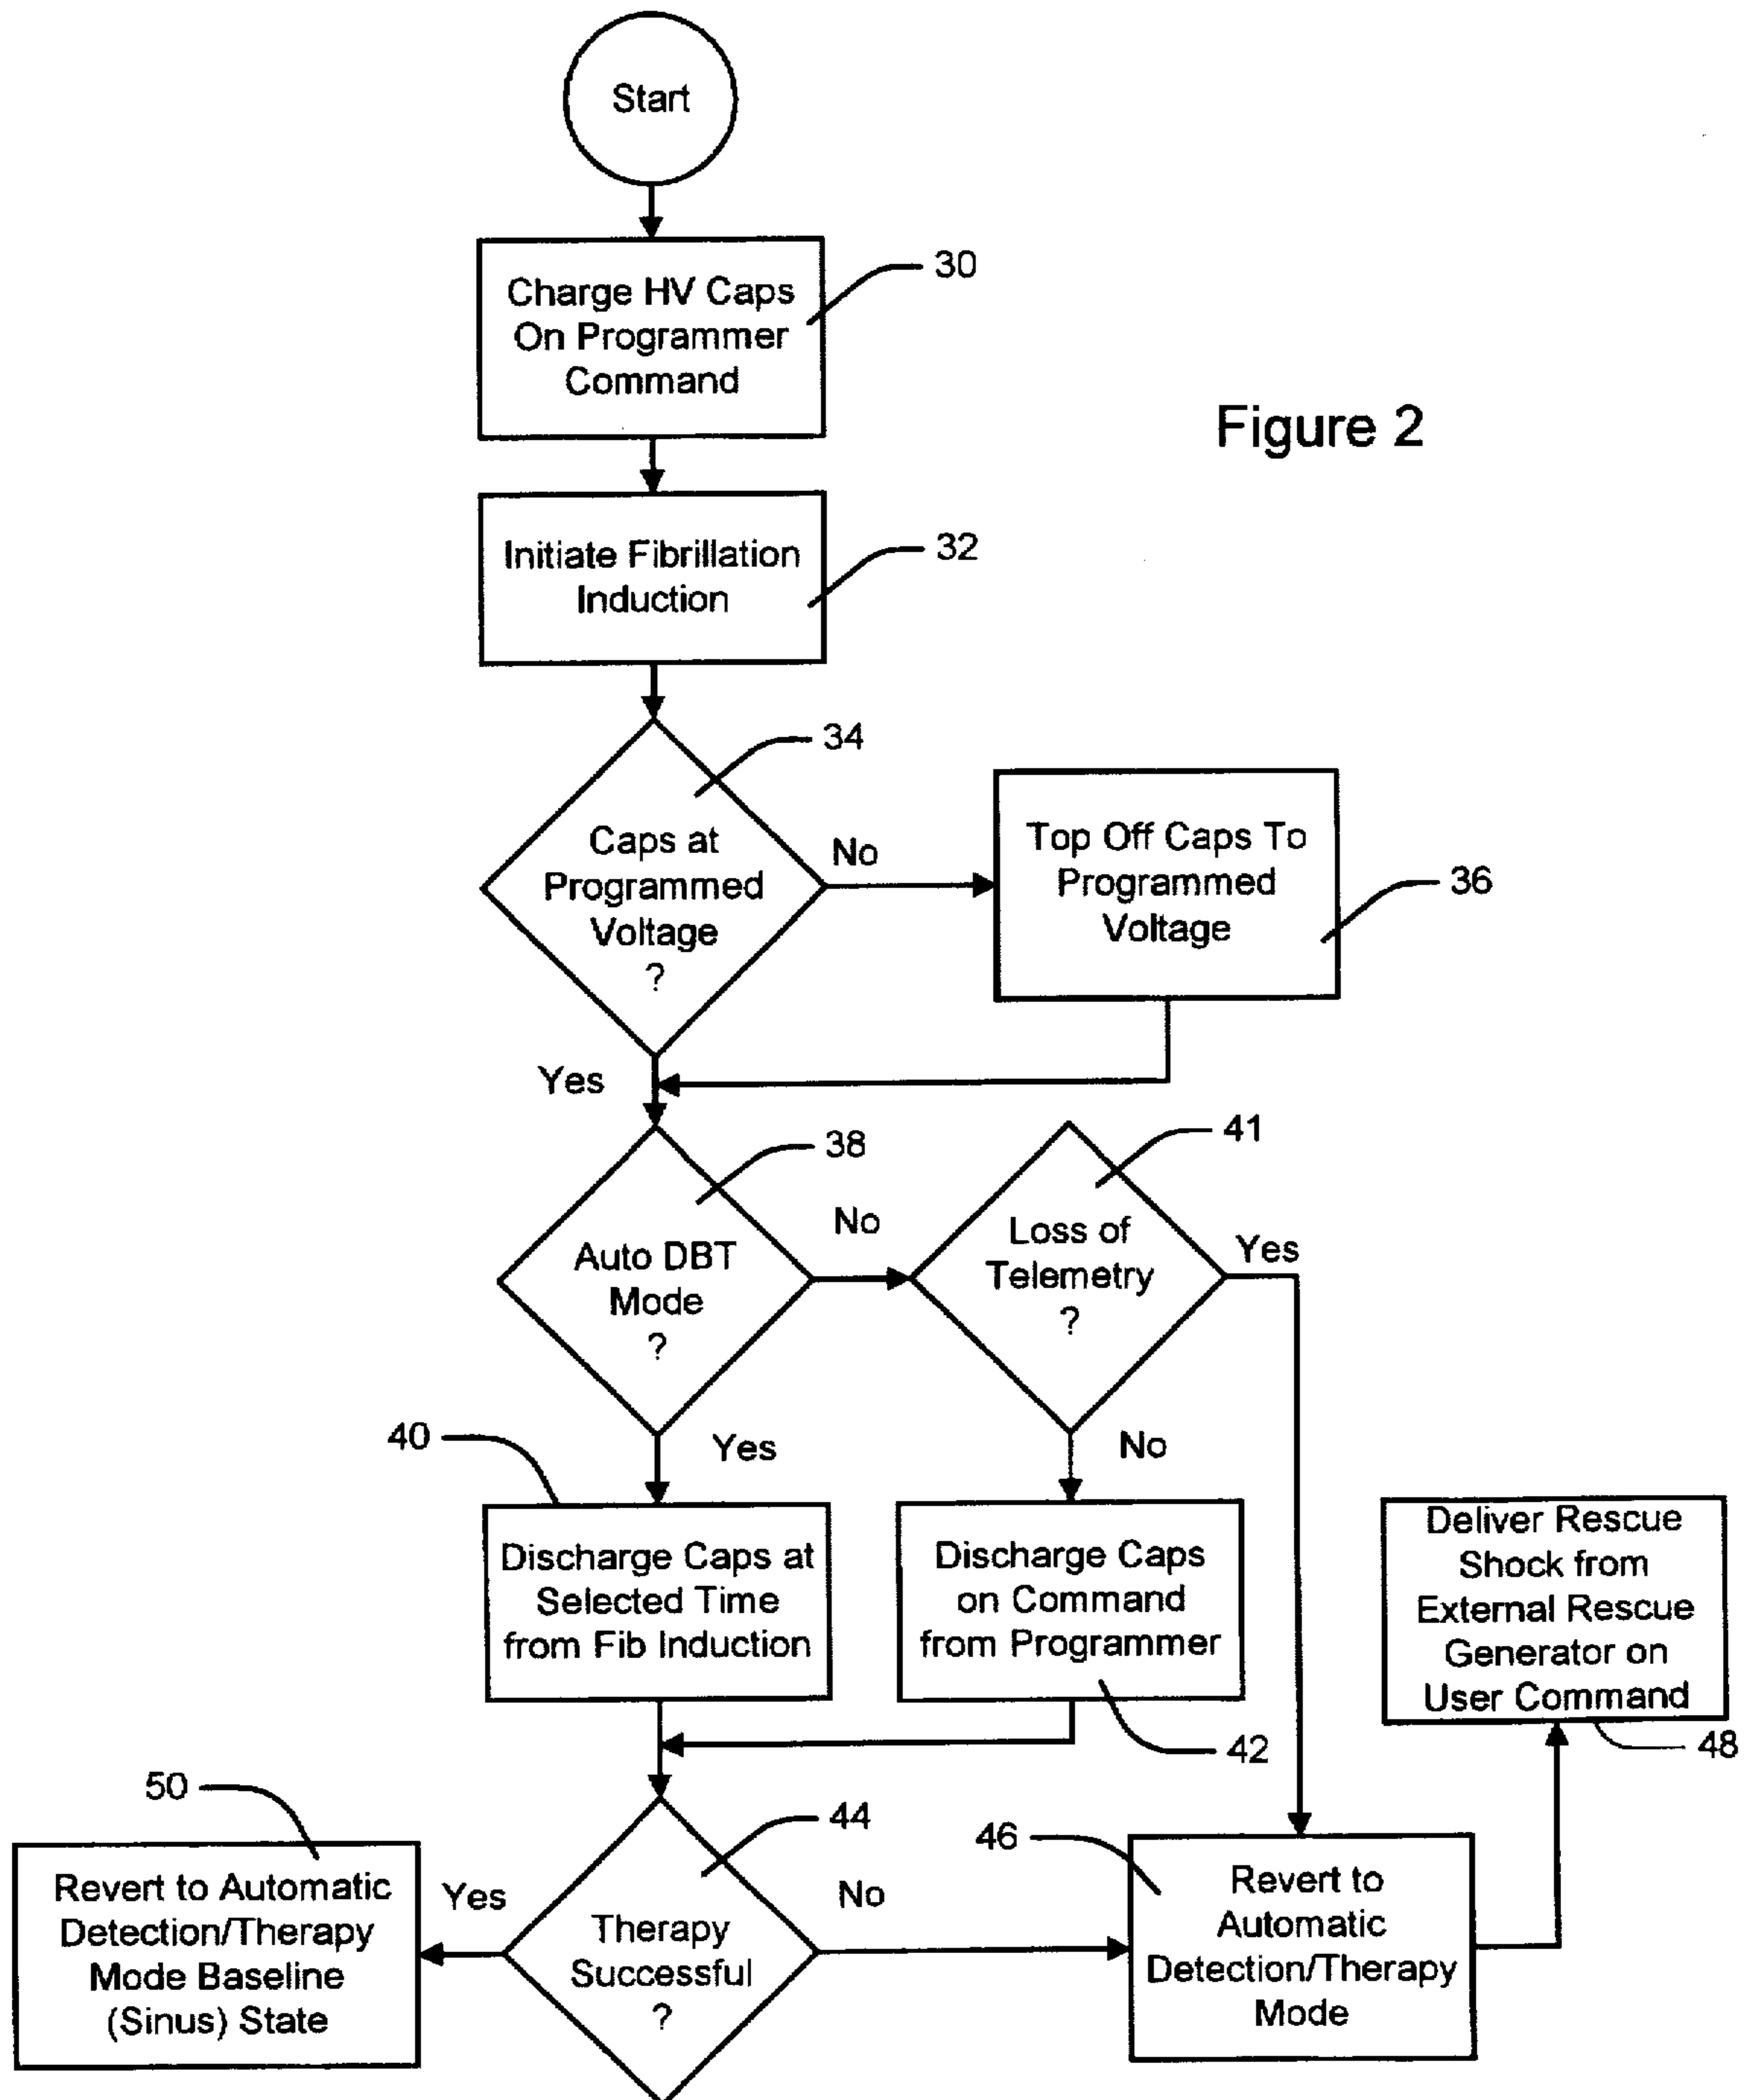 Start
Charge HV Caps
On Programmer
Command
30
Figure 2
Initiate Fibrillation
Induction
32
34
Caps at
Programmed
Voltage
?
No
Top Off Caps To
Programmed
Voltage
36
Yes
38
41
Auto DBT
Mode
?
No
Loss of
Telemetry
?
Yes
40
Yes
No
Discharge Caps at
Selected Time
from Fib Induction
Discharge Caps
on Command
from Programmer
42
Deliver Rescue
Shock from
External Rescue
Generator on
User Command
48
50
44
46
Revert to Automatic
Detection/Therapy
Mode Baseline
(Sinus) State
Yes
Therapy
Successful
?
No
Revert to
Automatic
Detection/Therapy
Mode